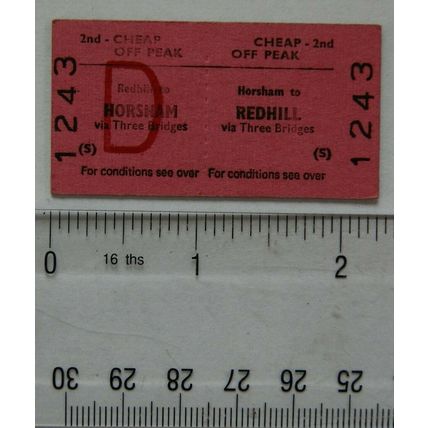 2nd - CHEAP
OFF PEAK
Redhill to
HORSHAM
via Three Bridges
(S)
For conditions see over
1243
D
CHEAP - 2nd
OFF PEAK
Horsham to
REDHILL
via Three Bridges
(S)
For conditions see over
1243
0 16 ths 1 2
30 29 28 27 26 25